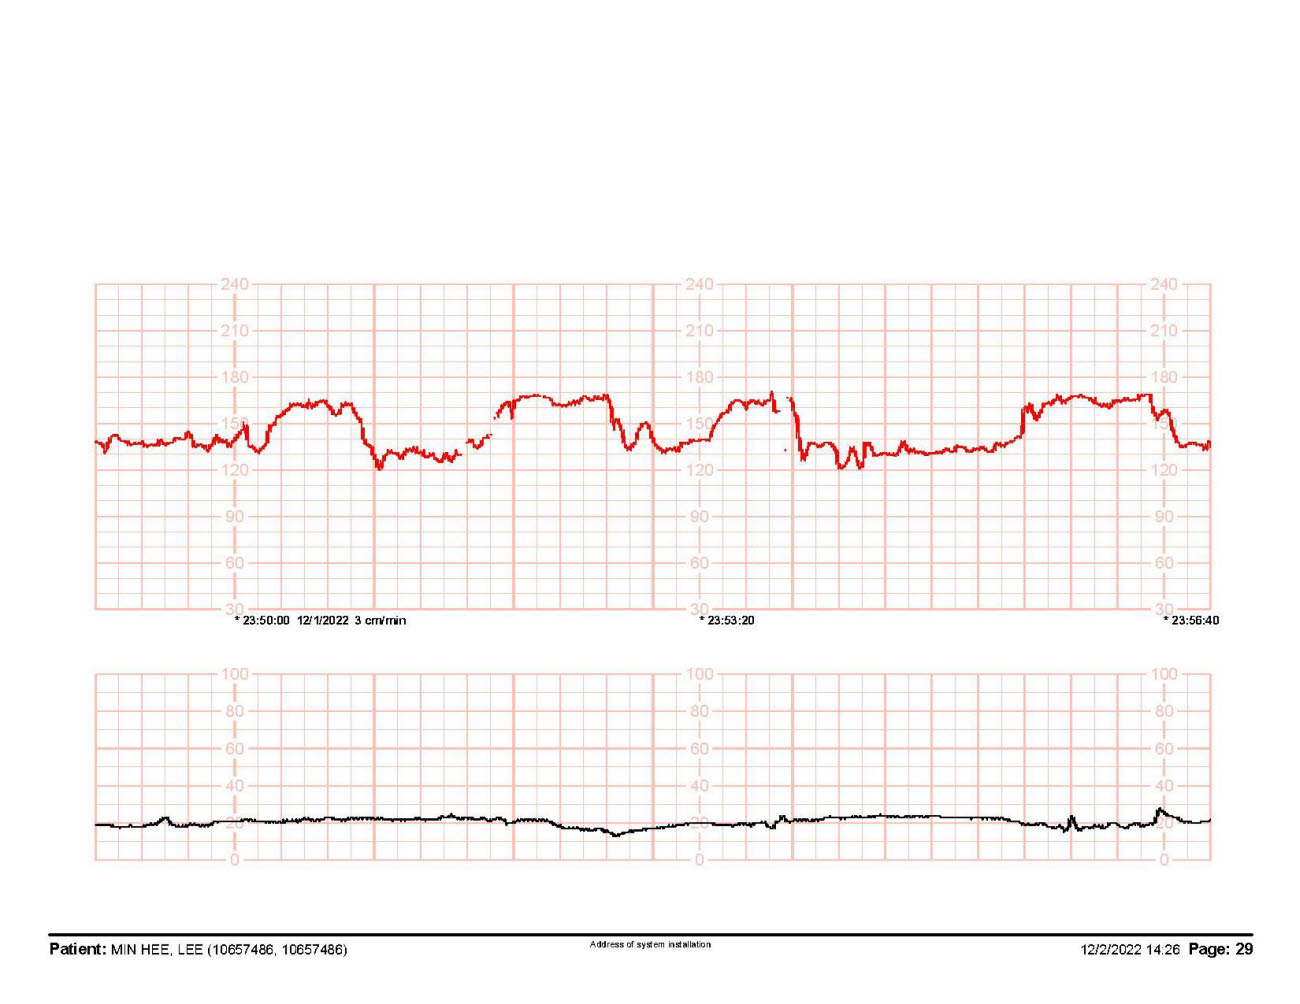 240 240 240
210 210 210
180 180 180
150 150 150
120 120 120
90 90 90
60 60 60
30 30 30
* 23:50:00 12/1/2022 3 cm/min * 23:53:20 * 23:56:40
100 100 100
80 80 80
60 60 60
40 40 40
20 20 20
0 0 0
Patient: MIN HEE, LEE (10657486, 10657486) Address of system installation 12/2/2022 14:26 Page: 29